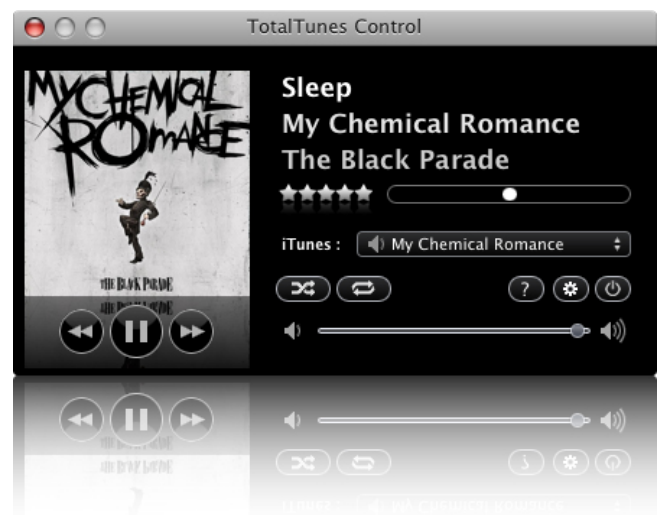 TotalTunes Control
MY CHEMICAL
ROMANCE
THE BLACK PARADE
Sleep
My Chemical Romance
The Black Parade
iTunes :
My Chemical Romance
?